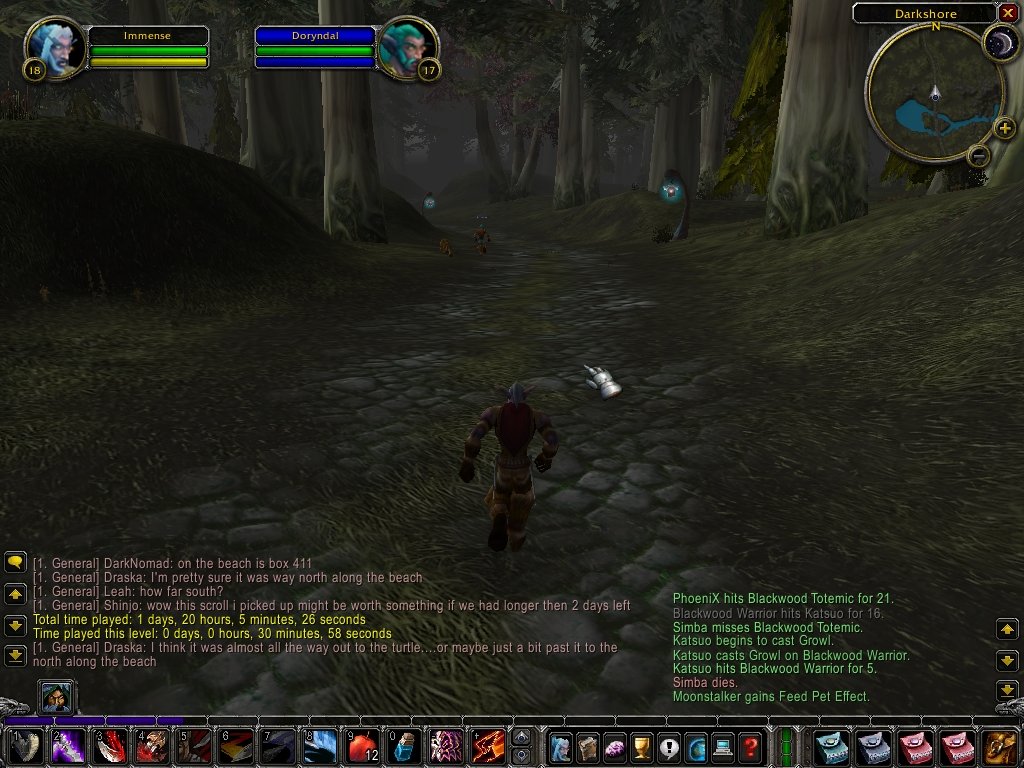 Immense
18
Doryndal
17
Darkshore
N
[1. General] DarkNomad: on the beach is box 411
[1. General] Draska: I'm pretty sure it was way north along the beach
[1. General] Leah: how far south?
[1. General] Shinjo: wow this scroll i picked up might be worth something if we had longer then 2 days left
Total time played: 1 days, 20 hours, 5 minutes, 26 seconds
Time played this level: 0 days, 0 hours, 30 minutes, 58 seconds
[1. General] Draska: I think it was almost all the way out to the turtle....or maybe just a bit past it to the
north along the beach
PhoeniX hits Blackwood Totemic for 21.
Blackwood Warrior hits Katsuo for 16.
Simba misses Blackwood Totemic.
Katsuo begins to cast Growl.
Katsuo casts Growl on Blackwood Warrior.
Katsuo hits Blackwood Warrior for 5.
Simba dies.
Moonstalker gains Feed Pet Effect.
1 2 3 4 5 6 7 8 9 0
12